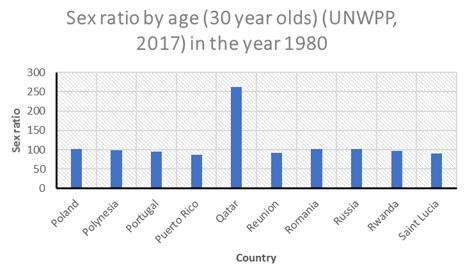 Sex ratio by age (30 year olds) (UNWPP,
2017) in the year 1980
300
250
200
150
100
50
0
Sex ratio
Poland
Polynesia
Portugal
Puerto Rico
Qatar
Reunion
Romania
Russia
Rwanda
Saint Lucia
Country